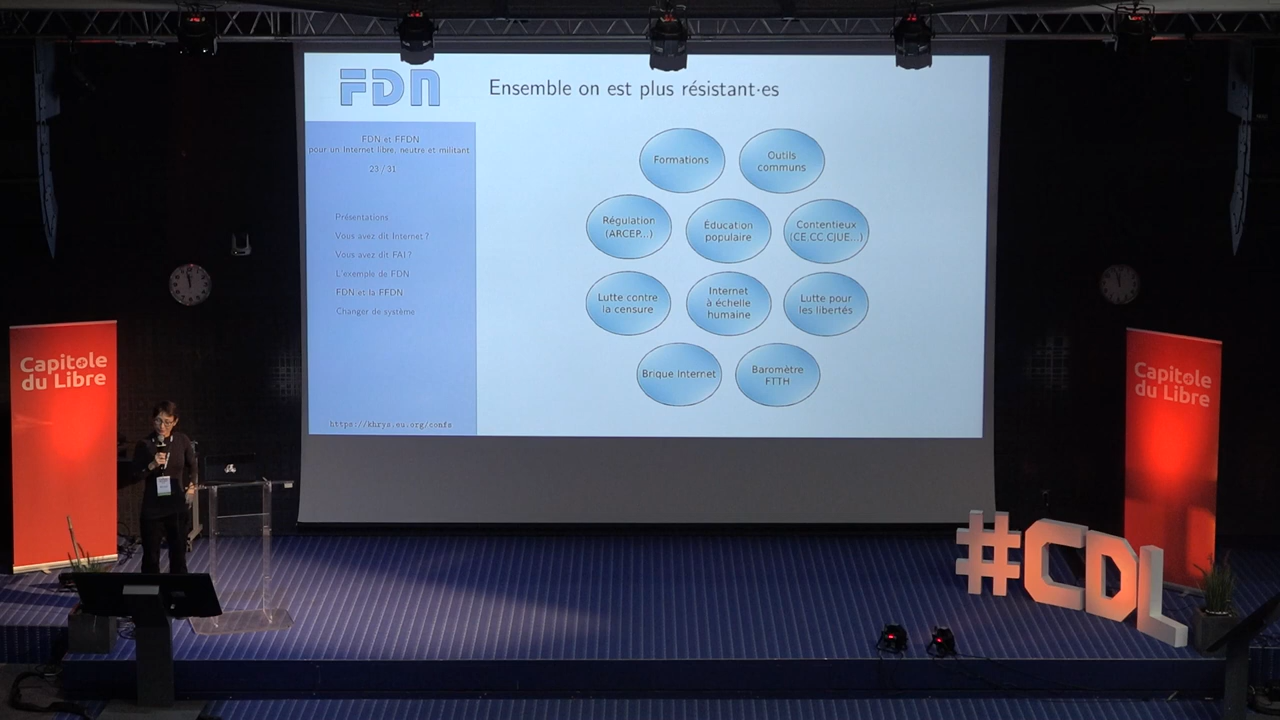 FDN
Ensemble on est plus résistant·es
FDN et FFDN
pour un Internet libre, neutre et militant
23 / 31
Présentations
Vous avez dit Internet ?
Vous avez dit FAI ?
L'exemple de FDN
FDN et la FFDN
Changer de système
https://khrys.eu.org/confs
Formations
Outils
communs
Régulation
(ARCEP...)
Éducation
populaire
Contentieux
(CE,CC,CJUE...)
Lutte contre
la censure
Internet
à échelle
humaine
Lutte pour
les libertés
Brique Internet
Baromètre
FTTH
Capitole
du Libre
Capitole
du Libre
#CDL